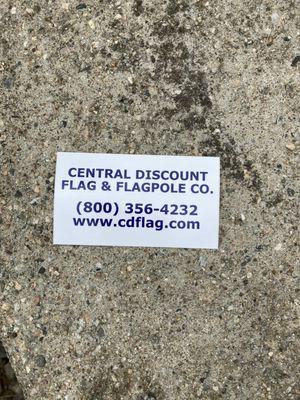 CENTRAL DISCOUNT
FLAG & FLAGPOLE CO.
(800) 356-4232
www.cdflag.com